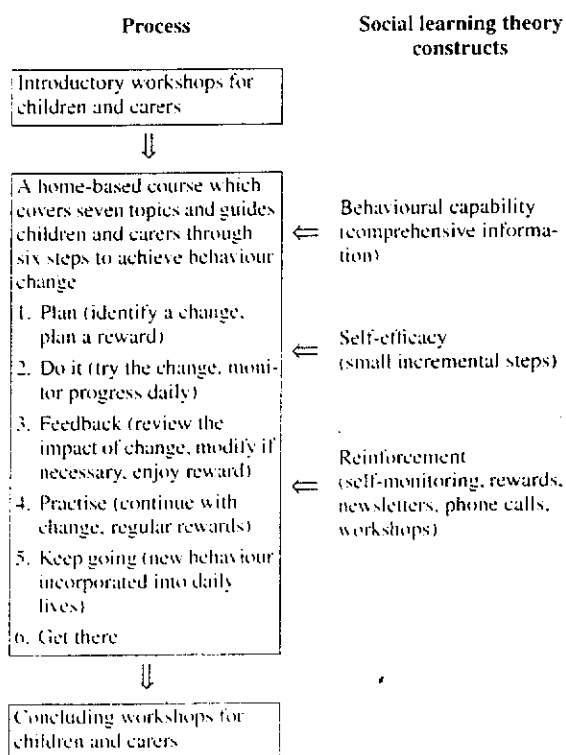 Process
Introductory workshops for
children and carers
A home-based course which
covers seven topics and guides
children and carers through
six steps to achieve behaviour
change
1. Plan (identify a change,
plan a reward)
2. Do it (try the change, moni-
tor progress daily)
3. Feedback (review the
impact of change, modify if
necessary, enjoy reward)
4. Practise (continue with
change, regular rewards)
5. Keep going (new behaviour
incorporated into daily
lives)
6. Get there
Concluding workshops for
children and carers
Social learning theory
constructs
Behavioural capability
(comprehensive informa-
tion)
Self-efficacy
(small incremental steps)
Reinforcement
(self-monitoring, rewards,
newsletters, phone calls,
workshops)